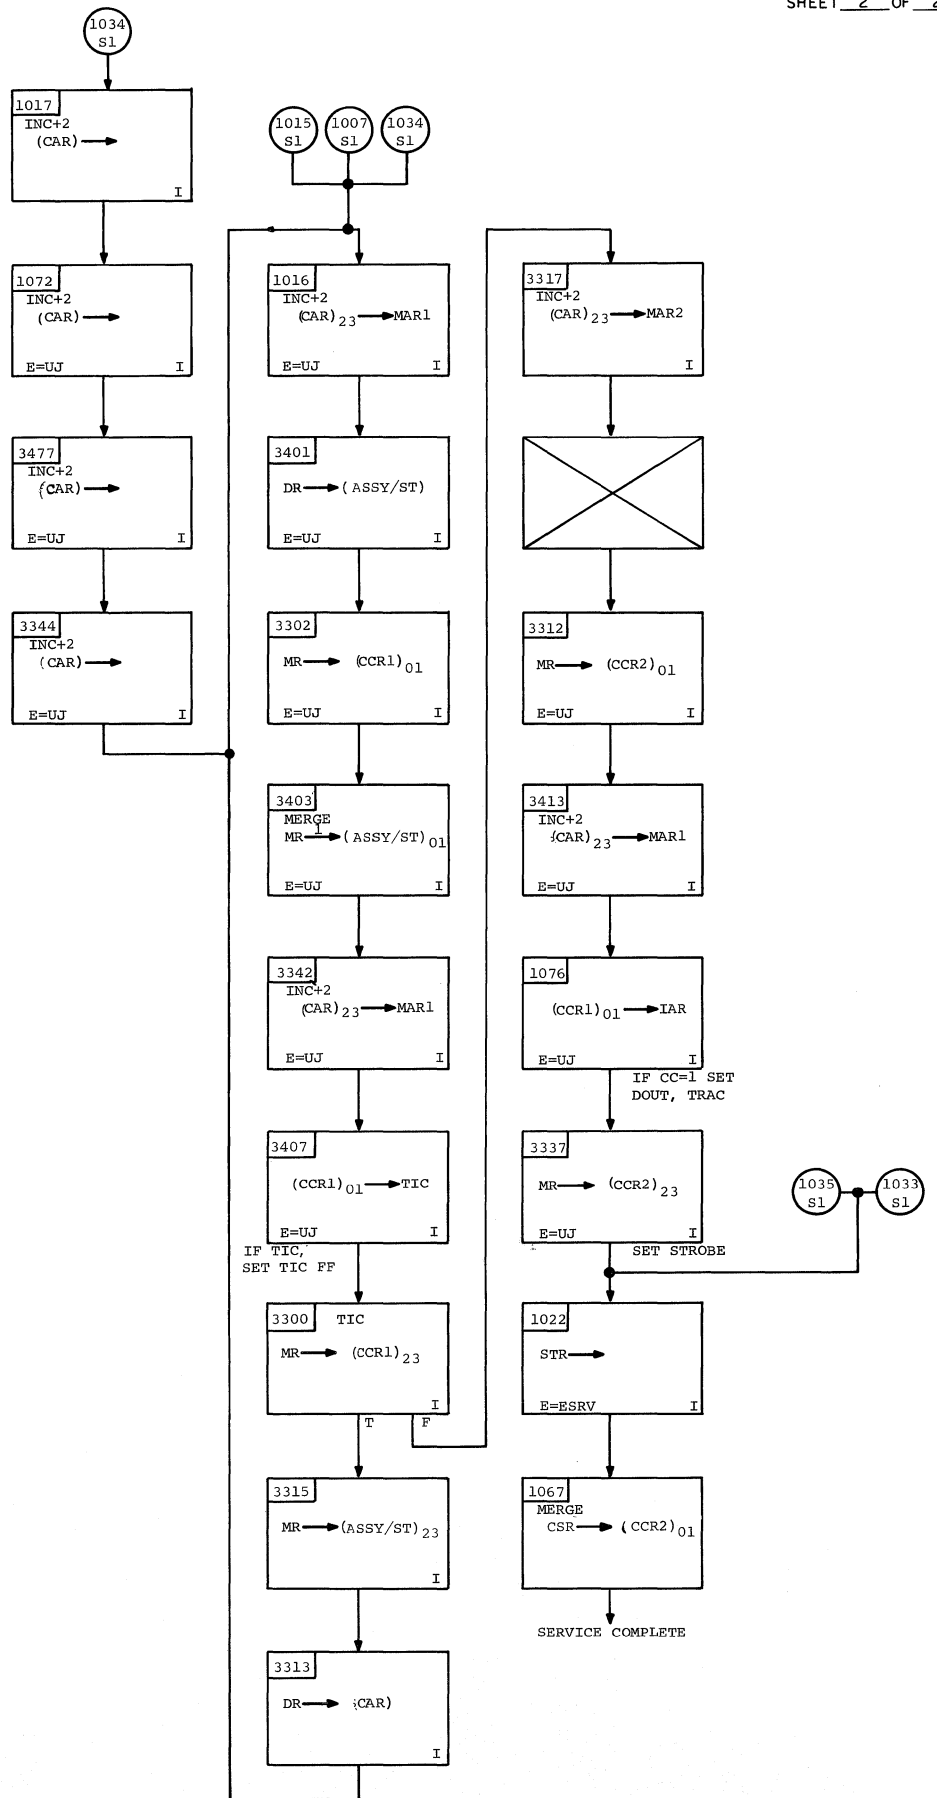 SHEET 2 OF 2
1034
S1
1017
INC+2
(CAR)
I
1072
INC+2
(CAR)
E=UJ I
3477
INC+2
(CAR)
E=UJ I
3344
INC+2
(CAR)
E=UJ I
1015
S1
1007
S1
1034
S1
1016
INC+2
(CAR)23 MAR1
E=UJ I
3401
DR (ASSY/ST)
E=UJ I
3302
MR (CCR1)01
E=UJ I
3403
MERGE
1
MR (ASSY/ST)01
E=UJ I
3342
INC+2
(CAR)23 MAR1
E=UJ I
3407
(CCR1)01 TIC
E=UJ I
IF TIC,
SET TIC FF
3300 TIC
MR (CCR1)23
I
T F
3315
MR (ASSY/ST)23
I
3313
DR (CAR)
I
3317
INC+2
(CAR)23 MAR2
I
3312
MR (CCR2)01
E=UJ I
3413
INC+2
(CAR)23 MAR1
E=UJ I
1076
(CCR1)01 IAR
E=UJ I
IF CC=1 SET
DOUT, TRAC
3337
MR (CCR2)23
E=UJ I
SET STROBE
1035
S1
1033
S1
1022
STR
E=ESRV I
1067
MERGE
CSR (CCR2)01
SERVICE COMPLETE